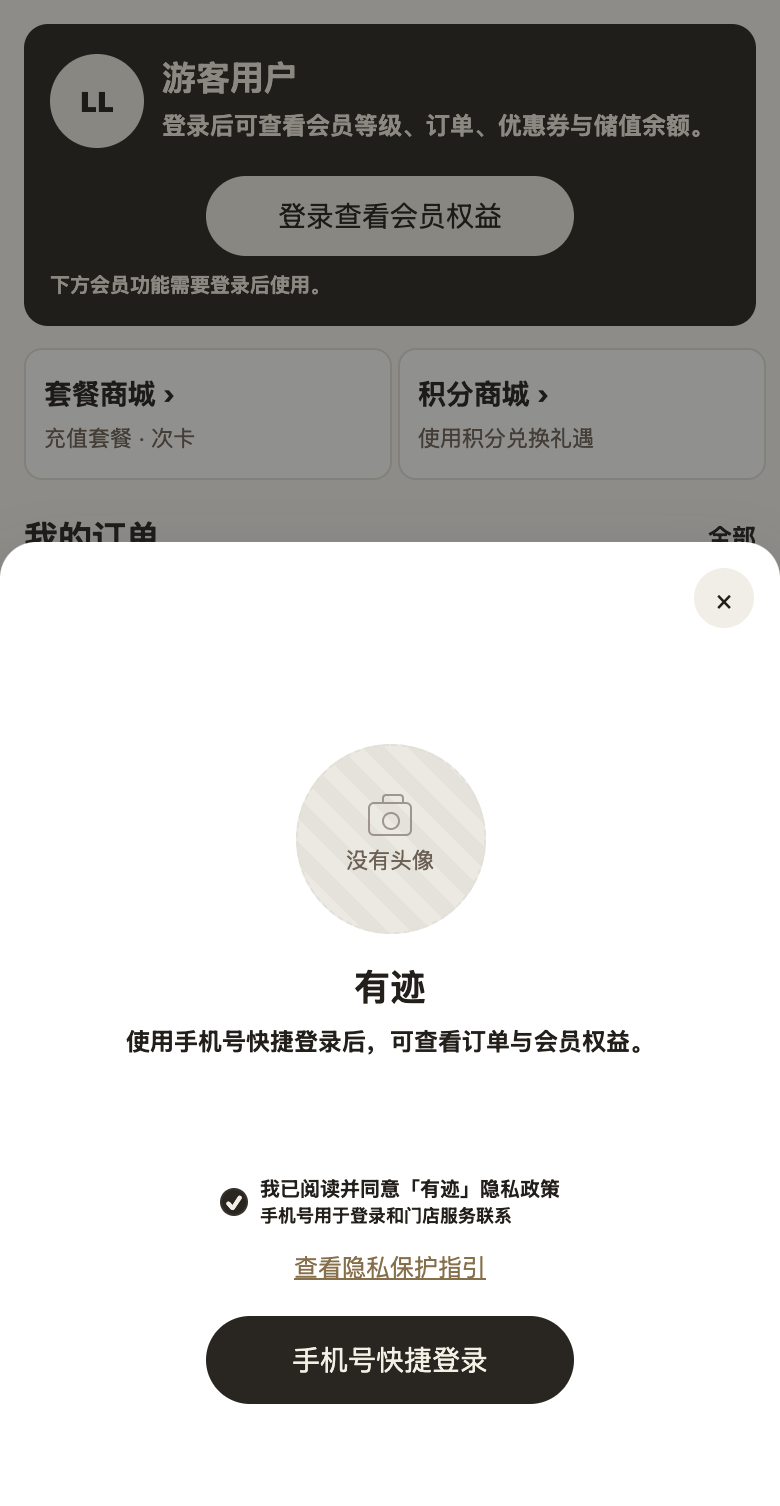 LL
游客用户
登录后可查看会员等级、订单、优惠券与储值余额。
登录查看会员权益
下方会员功能需要登录后使用。
套餐商城 ›
充值套餐 · 次卡
积分商城 ›
使用积分兑换礼遇
我的订单
全部
×
没有头像
有迹
使用手机号快捷登录后，可查看订单与会员权益。
我已阅读并同意「有迹」隐私政策
手机号用于登录和门店服务联系
查看隐私保护指引
手机号快捷登录